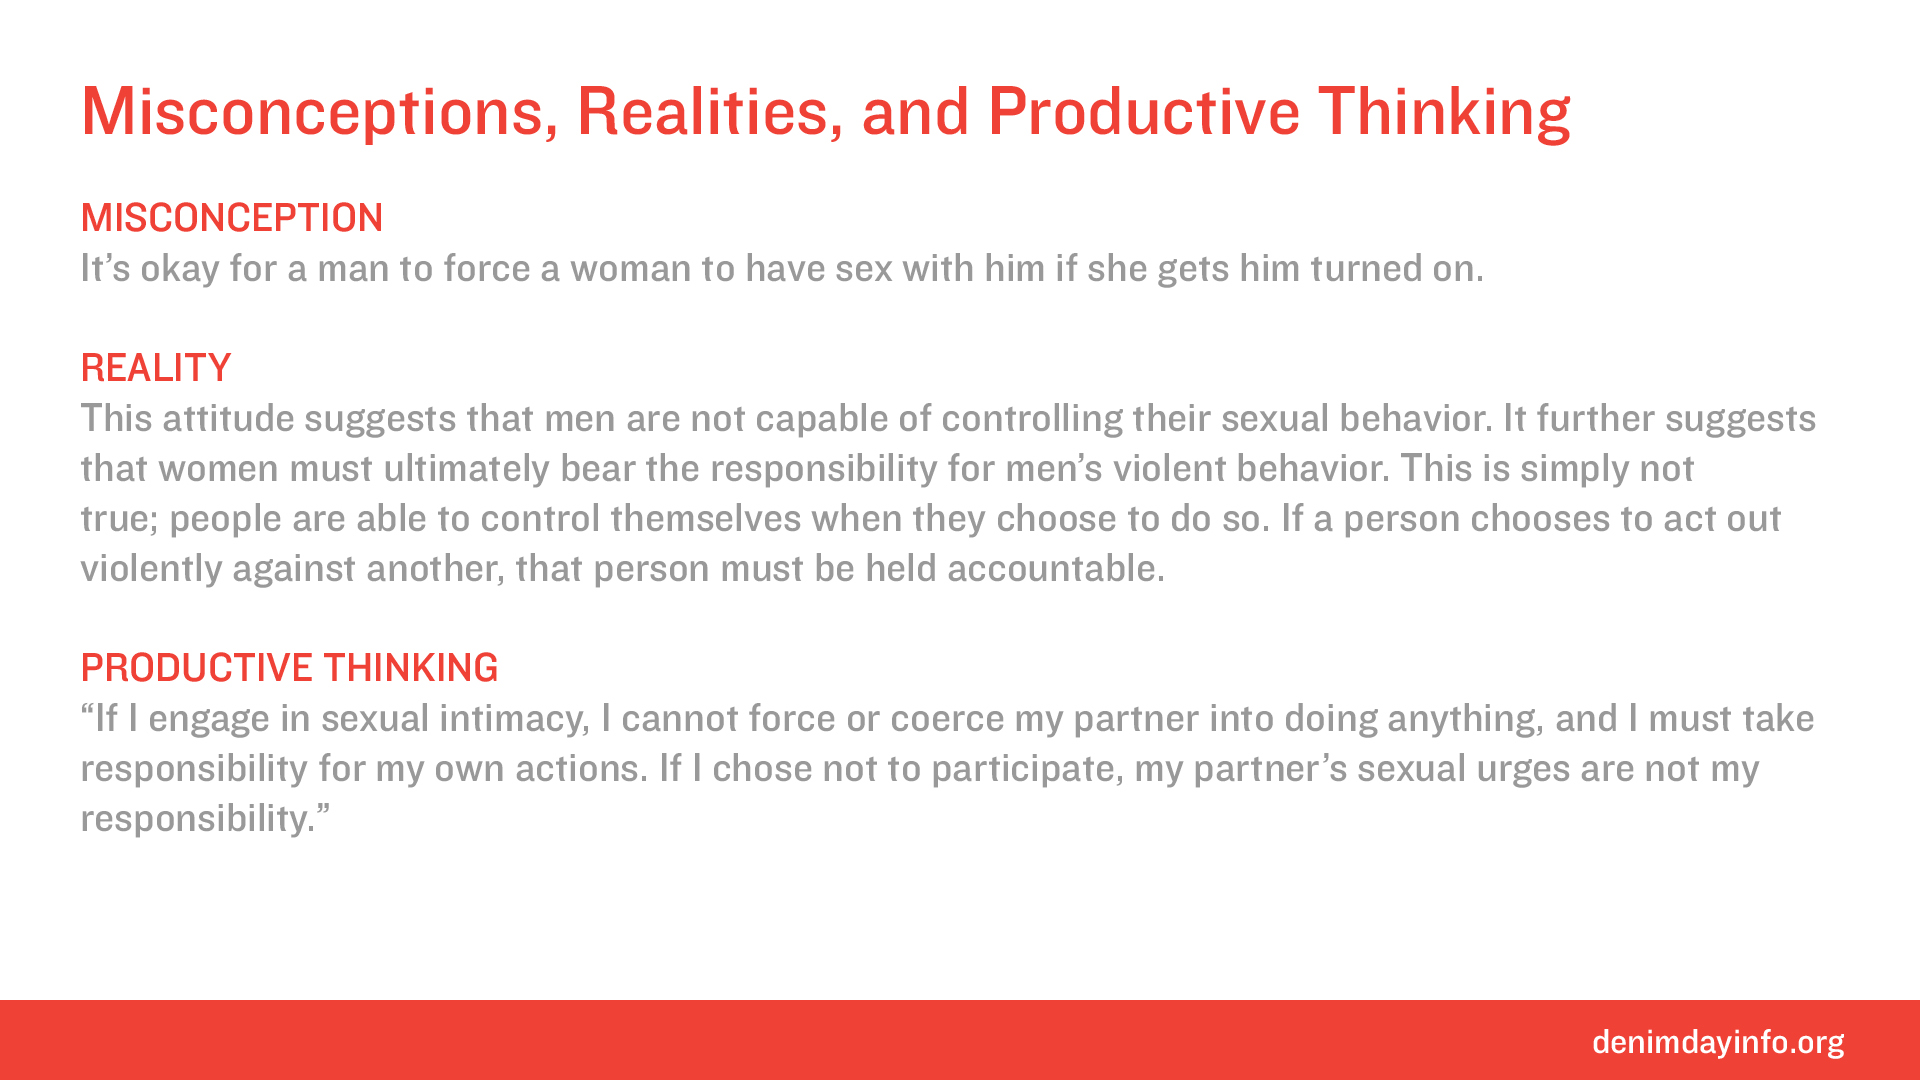 Misconceptions, Realities, and Productive Thinking
MISCONCEPTION
It’s okay for a man to force a woman to have sex with him if she gets him turned on.
REALITY
This attitude suggests that men are not capable of controlling their sexual behavior. It further suggests
that women must ultimately bear the responsibility for men’s violent behavior. This is simply not
true; people are able to control themselves when they choose to do so. If a person chooses to act out
violently against another, that person must be held accountable.
PRODUCTIVE THINKING
“If I engage in sexual intimacy, I cannot force or coerce my partner into doing anything, and I must take
responsibility for my own actions. If I chose not to participate, my partner’s sexual urges are not my
responsibility.”
denimdayinfo.org